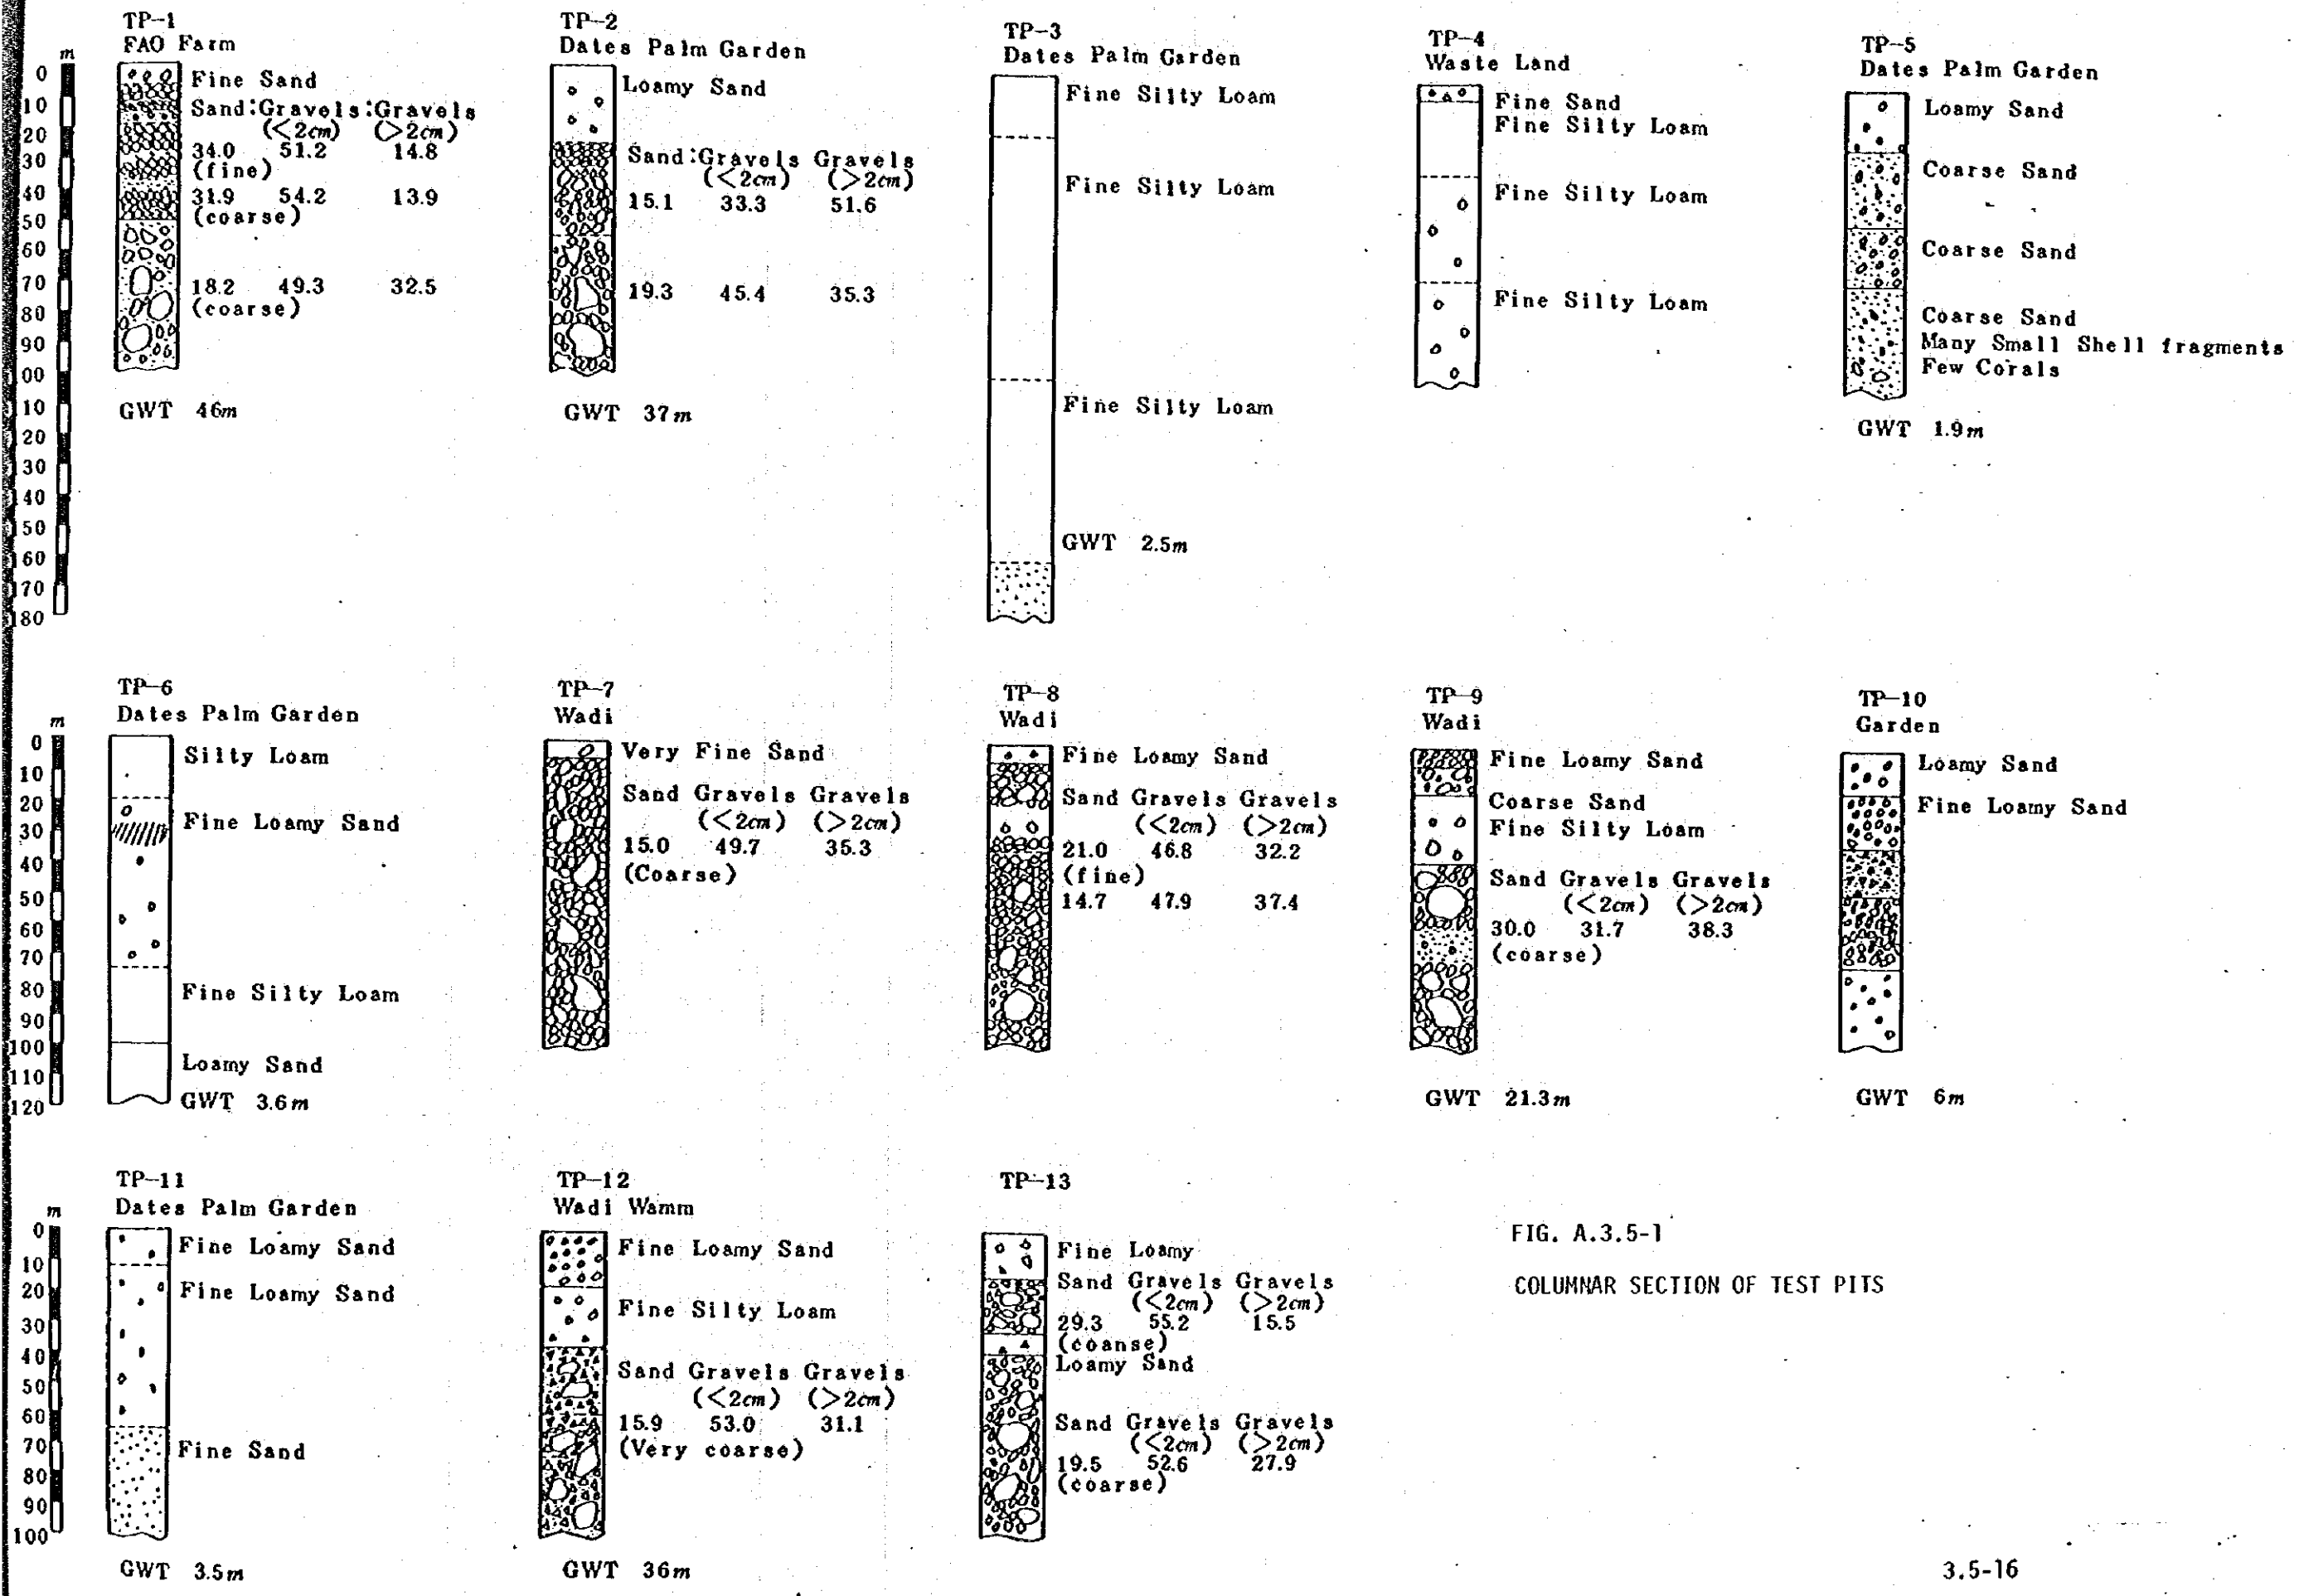 TP-1
FAO Farm
m
0
10
20
30
40
50
60
70
80
90
00
10
20
30
40
50
60
70
180
Fine Sand
Sand:Gravels:Gravels
(<2cm) (>2cm)
34.0 51.2 14.8
(fine)
31.9 54.2 13.9
(coarse)
18.2 49.3 32.5
(coarse)
GWT 46m
TP-2
Dates Palm Garden
Loamy Sand
Sand:Gravels Gravels
(<2cm) (>2cm)
15.1 33.3 51.6
19.3 45.4 35.3
GWT 37m
TP-3
Dates Palm Garden
Fine Silty Loam
Fine Silty Loam
Fine Silty Loam
GWT 2.5m
TP-4
Waste Land
Fine Sand
Fine Silty Loam
Fine Silty Loam
Fine Silty Loam
TP-5
Dates Palm Garden
Loamy Sand
Coarse Sand
Coarse Sand
Coarse Sand
Many Small Shell fragments
Few Corals
GWT 1.9m
TP-6
Dates Palm Garden
m
0
10
20
30
40
50
60
70
80
90
100
110
120
Silty Loam
Fine Loamy Sand
Fine Silty Loam
Loamy Sand
GWT 3.6m
TP-7
Wadi
Very Fine Sand
Sand Gravels Gravels
(<2cm) (>2cm)
15.0 49.7 35.3
(Coarse)
TP-8
Wadi
Fine Loamy Sand
Sand Gravels Gravels
(<2cm) (>2cm)
21.0 46.8 32.2
(fine)
14.7 47.9 37.4
TP-9
Wadi
Fine Loamy Sand
Coarse Sand
Fine Silty Loam
Sand Gravels Gravels
(<2cm) (>2cm)
30.0 31.7 38.3
(coarse)
GWT 21.3m
TP-10
Garden
Loamy Sand
Fine Loamy Sand
GWT 6m
TP-11
Dates Palm Garden
m
0
10
20
30
40
50
60
70
80
90
100
Fine Loamy Sand
Fine Loamy Sand
Fine Sand
GWT 3.5m
TP-12
Wadi Wamm
Fine Loamy Sand
Fine Silty Loam
Sand Gravels Gravels
(<2cm) (>2cm)
15.9 53.0 31.1
(Very coarse)
GWT 36m
TP-13
Fine Loamy
Sand Gravels Gravels
(<2cm) (>2cm)
29.3 55.2 15.5
(coanse)
Loamy Sand
Sand Gravels Gravels
(<2cm) (>2cm)
19.5 52.6 27.9
(coarse)
FIG. A.3.5-1
COLUMNAR SECTION OF TEST PITS
3.5-16